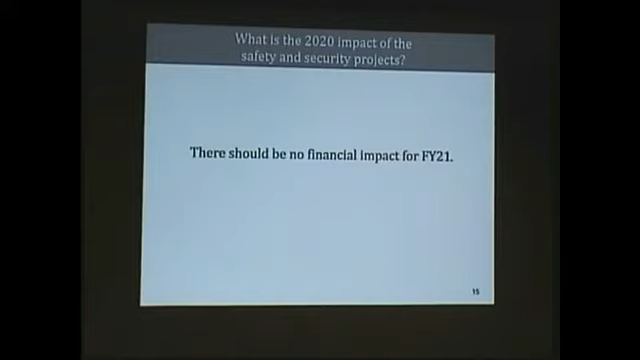 What is the 2020 impact of the
safety and security projects?
There should be no financial impact for FY21.
15